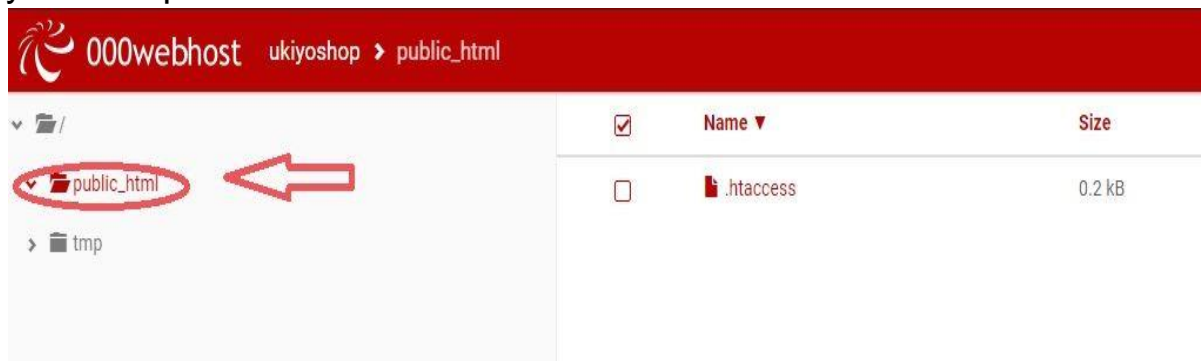 000webhost ukiyoshop > public_html
/
Name ▼ Size
public_html
.htaccess 0.2 kB
tmp